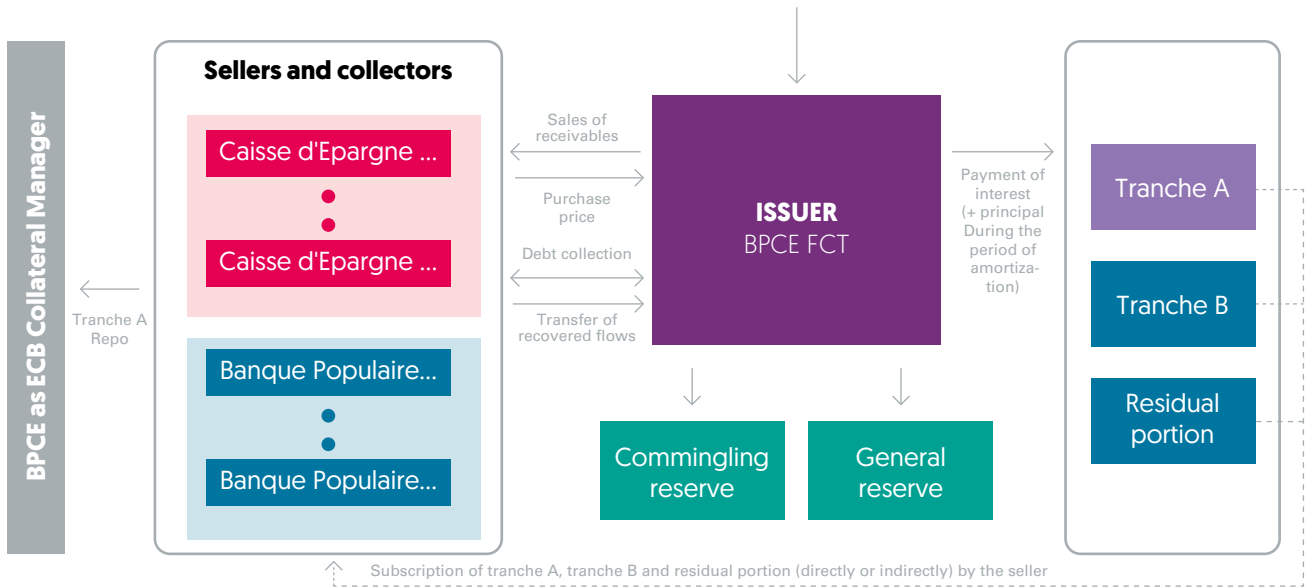 BPCE as ECB Collateral Manager
Tranche A
Repo
Sellers and collectors
Caisse d'Epargne ...
Caisse d'Epargne ...
Banque Populaire...
Banque Populaire...
Sales of
receivables
Purchase
price
Debt collection
Transfer of
recovered flows
ISSUER
BPCE FCT
Commingling
reserve
General
reserve
Payment of
interest
(+ principal
During the
period of
amortiza-
tion)
Tranche A
Tranche B
Residual
portion
Subscription of tranche A, tranche B and residual portion (directly or indirectly) by the seller